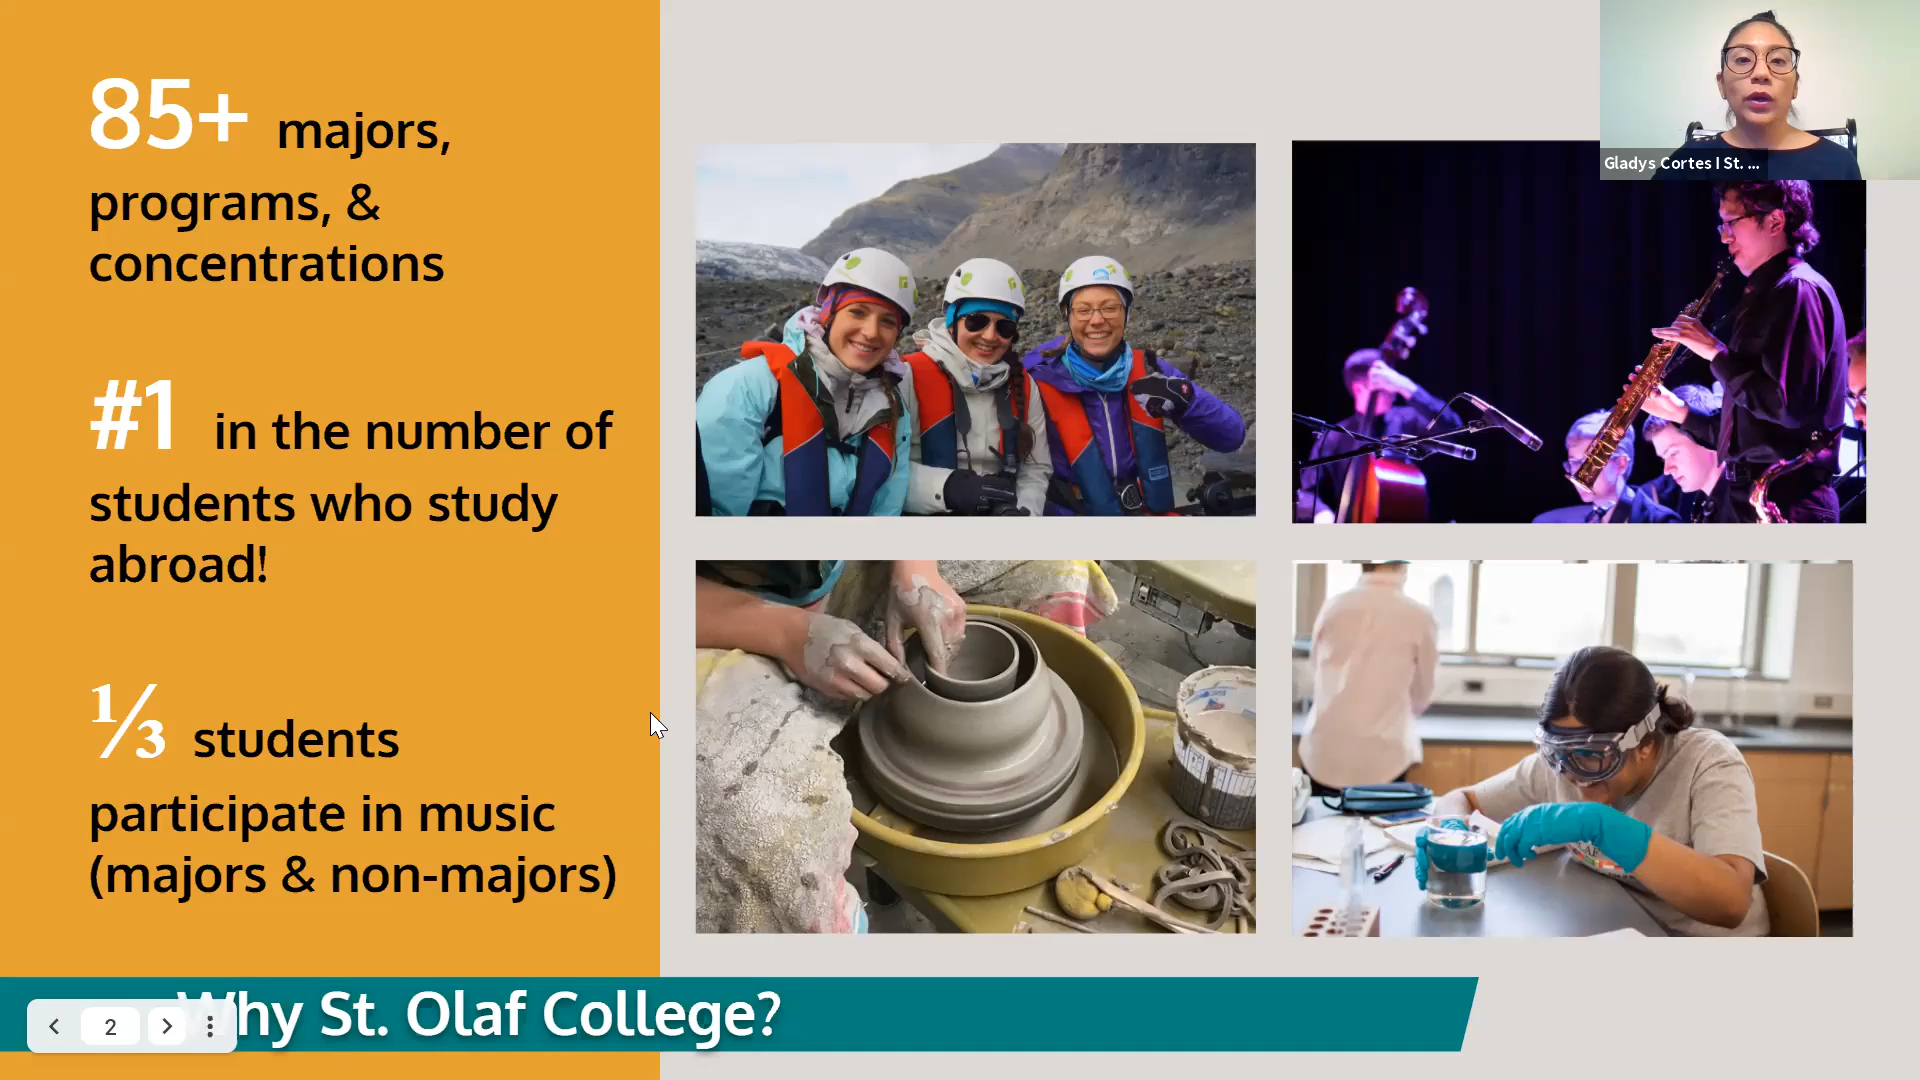 85+ majors,
programs, &
concentrations
#1 in the number of
students who study
abroad!
⅓ students
participate in music
(majors & non-majors)
Why St. Olaf College?
2
Gladys Cortes I St. ...